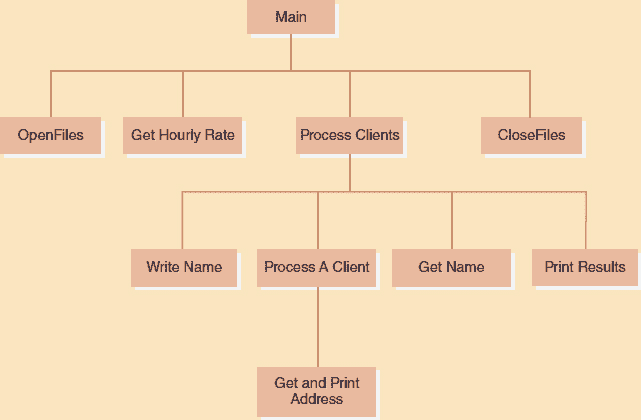 Main
OpenFiles
Get Hourly Rate
Process Clients
CloseFiles
Write Name
Process A Client
Get Name
Print Results
Get and Print
Address